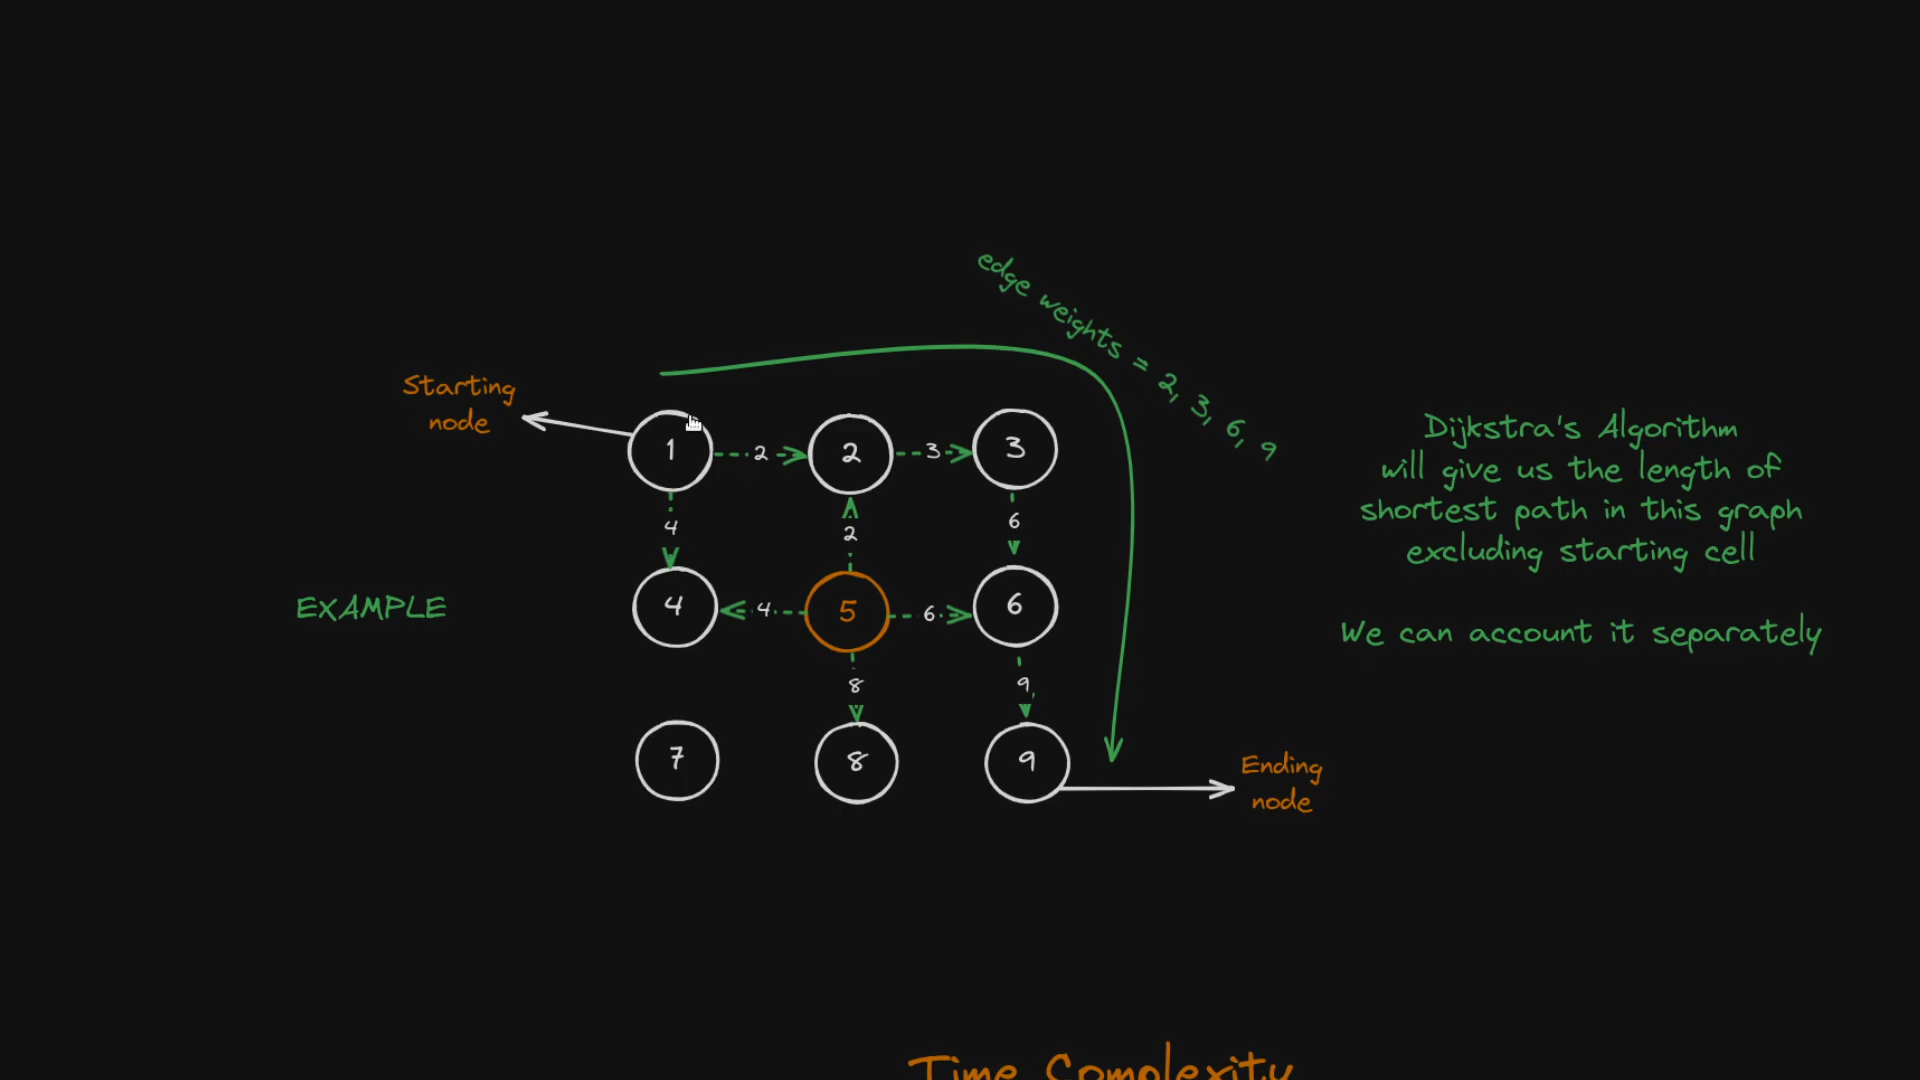 edge weights = 2, 3, 6, 9
Starting
node
1
2
2
3
3
4
2
6
EXAMPLE
4
4
5
6
6
8
9
7
8
9
Ending
node
Dijkstra's Algorithm
will give us the length of
shortest path in this graph
excluding starting cell
We can account it separately
Time Complexity